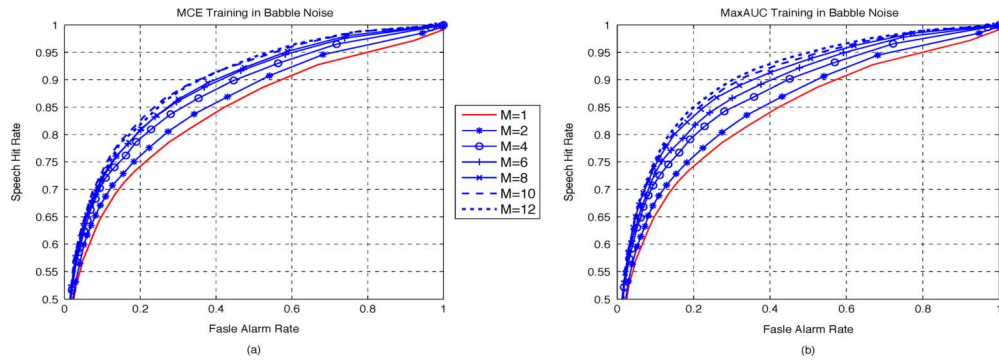 MCE Training in Babble Noise
1
0.95
0.9
0.85
0.8
0.75
0.7
0.65
0.6
0.55
0.5
Speech Hit Rate
0
0.2
0.4
0.6
0.8
1
Fasle Alarm Rate
(a)
M=1
M=2
M=4
M=6
M=8
M=10
M=12
MaxAUC Training in Babble Noise
1
0.95
0.9
0.85
0.8
0.75
0.7
0.65
0.6
0.55
0.5
Speech Hit Rate
0
0.2
0.4
0.6
0.8
1
Fasle Alarm Rate
(b)